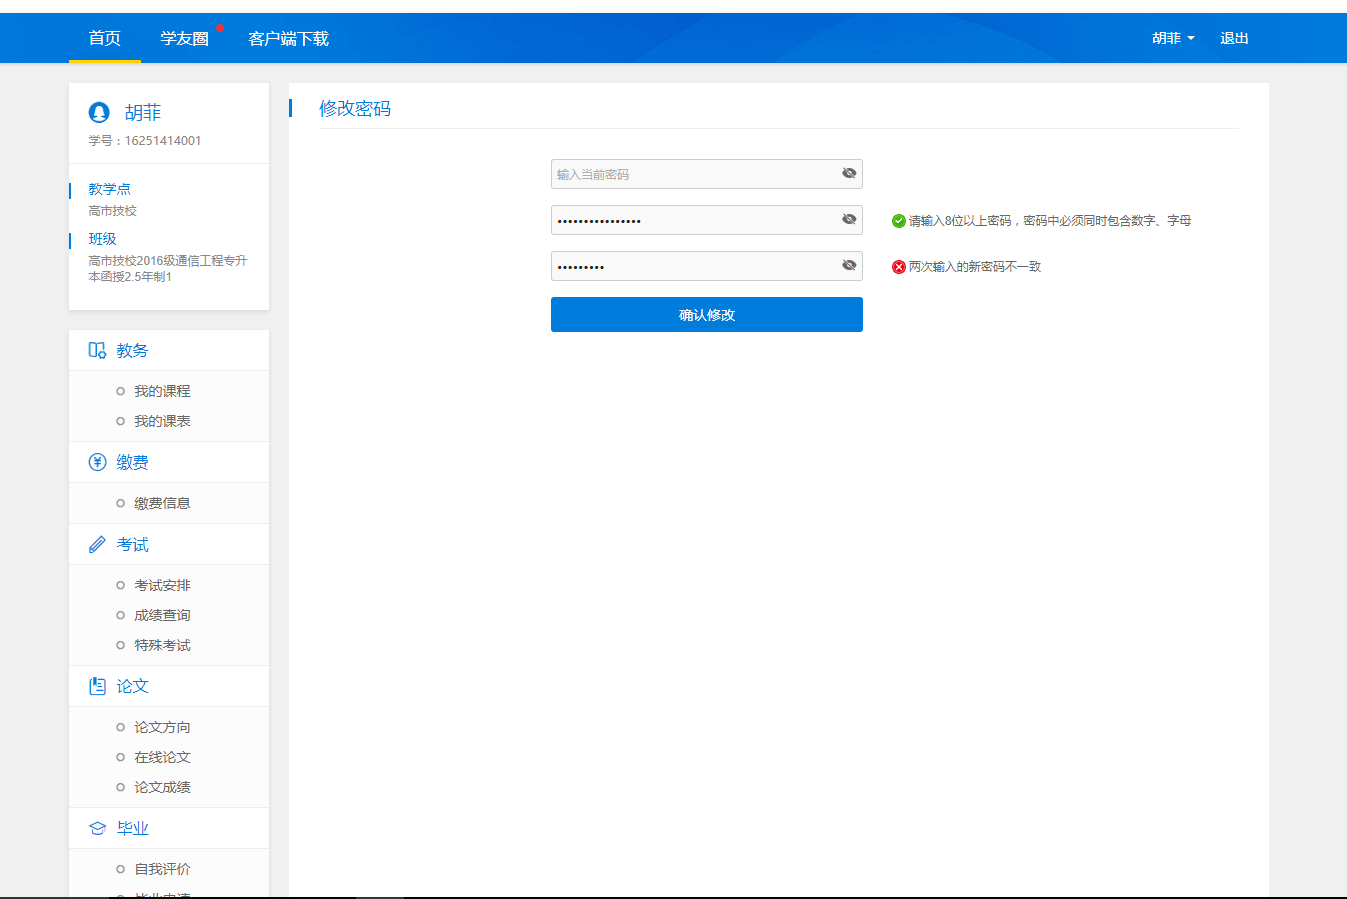 首页 学友圈 客户端下载 胡菲 退出
胡菲
学号：16251414001
教学点
高市技校
班级
高市技校2016级通信工程专升
本函授2.5年制1
教务
我的课程
我的课表
缴费
缴费信息
考试
考试安排
成绩查询
特殊考试
论文
论文方向
在线论文
论文成绩
毕业
自我评价
毕业申请
修改密码
输入当前密码
•••••••••••••••• 请输入8位以上密码，密码中必须同时包含数字、字母
••••••••• 两次输入的新密码不一致
确认修改